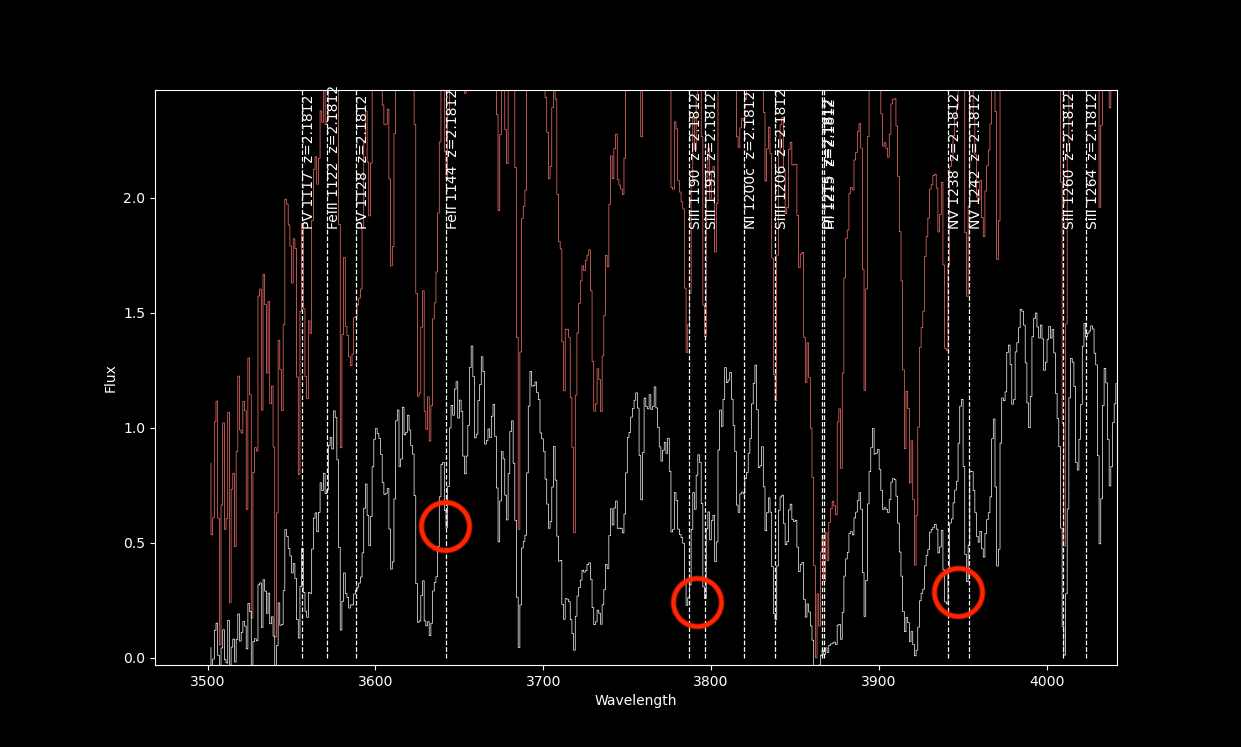 PV 1117 z=2.1812
FeIII 1122 z=2.1812
PV 1128 z=2.1812
FeII 1144 z=2.1812
SiII 1190 z=2.1812
SiII 1193 z=2.1812
NI 1200c z=2.1812
SiIII 1206 z=2.1812
NV 1238 z=2.1812
NV 1242 z=2.1812
SiII 1260 z=2.1812
SiII 1264 z=2.1812
Flux
2.0
1.5
1.0
0.5
0.0
3500 3600 3700 3800 3900 4000
Wavelength